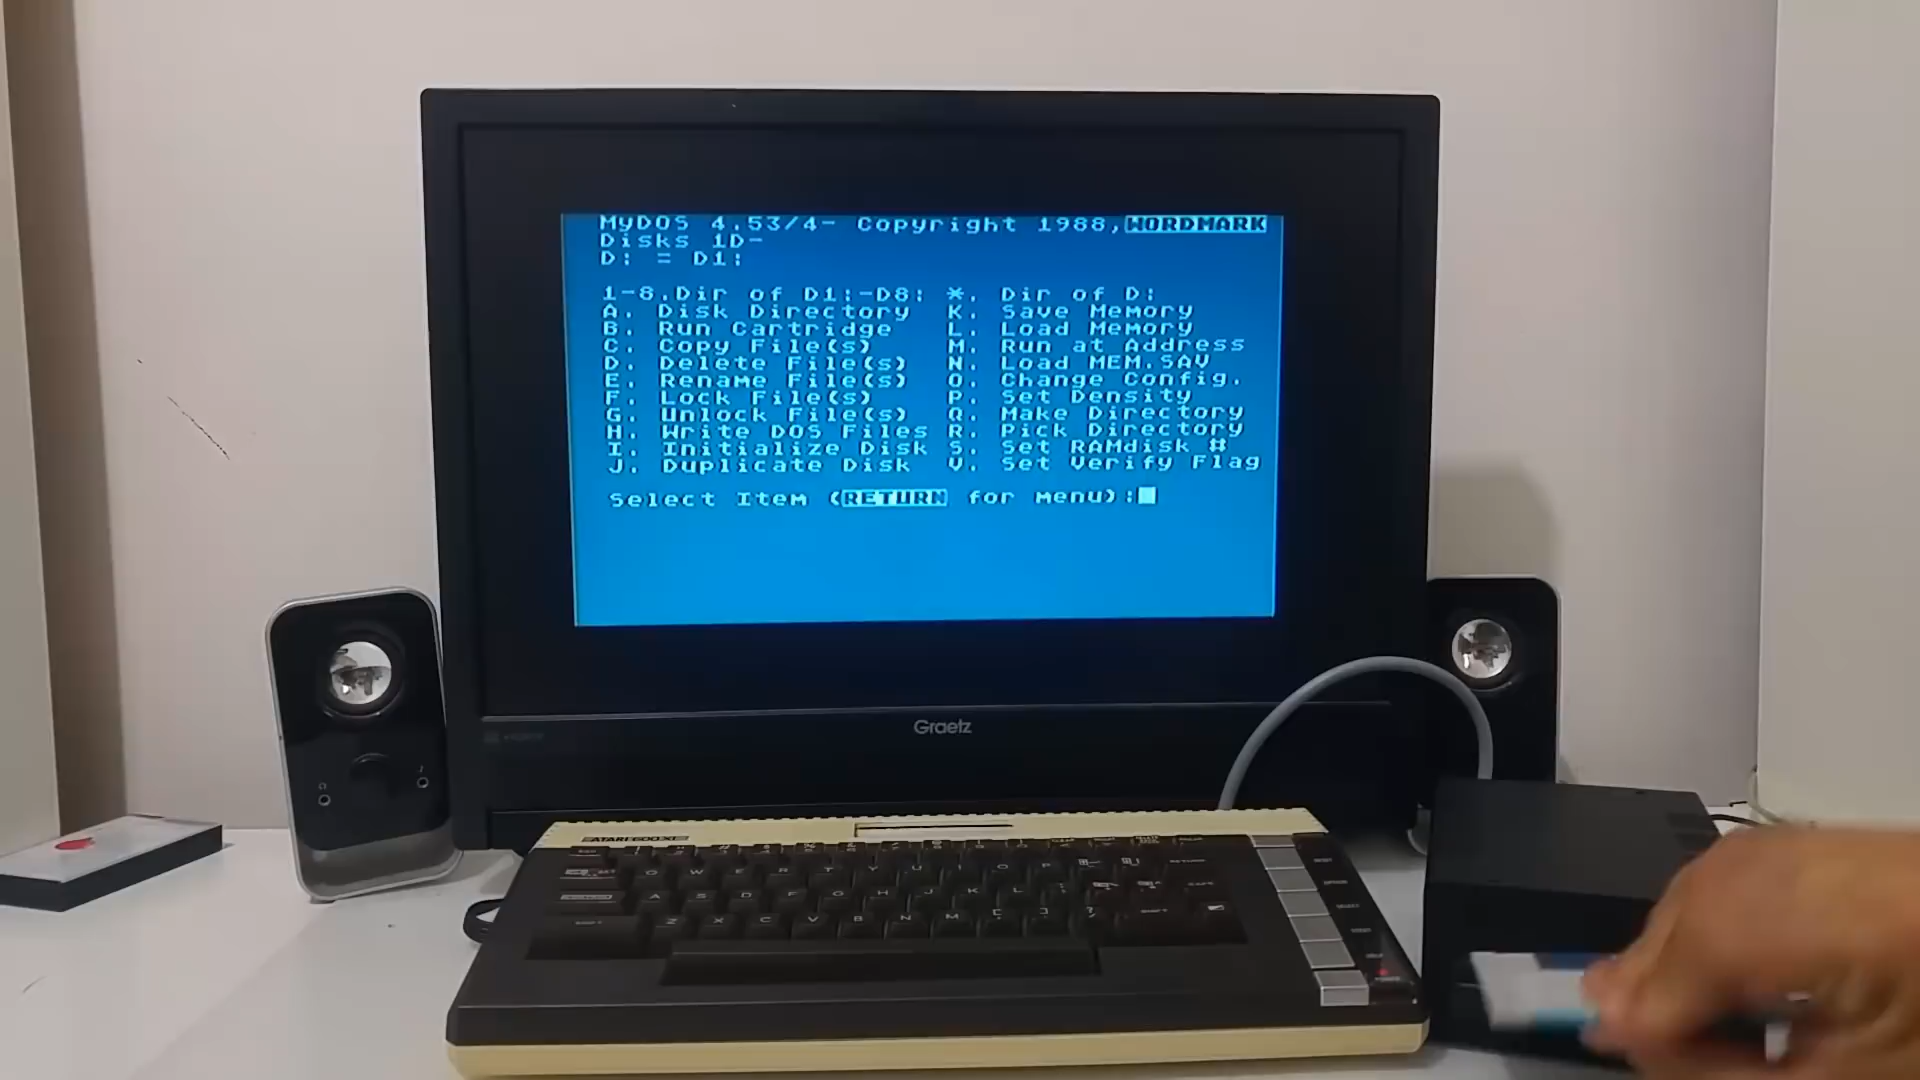 MyDOS 4.53/4- Copyright 1988,WORDMARK
Disks 1D-
D: = D1:
1-8.Dir of D1:-D8: *. Dir of D:
A. Disk Directory K. Save Memory
B. Run Cartridge L. Load Memory
C. Copy File(s) M. Run at Address
D. Delete File(s) N. Load MEM.SAV
E. Rename File(s) O. Change Config.
F. Lock File(s) P. Set Density
G. Unlock File(s) Q. Make Directory
H. Write DOS Files R. Pick Directory
I. Initialize Disk S. Set RAMdisk #
J. Duplicate Disk V. Set Verify Flag
Select Item (RETURN for menu):
Graetz
ATARI 600XL
Q W E R T Y U I O P
A S D F G H J K L
Z X C V B N M